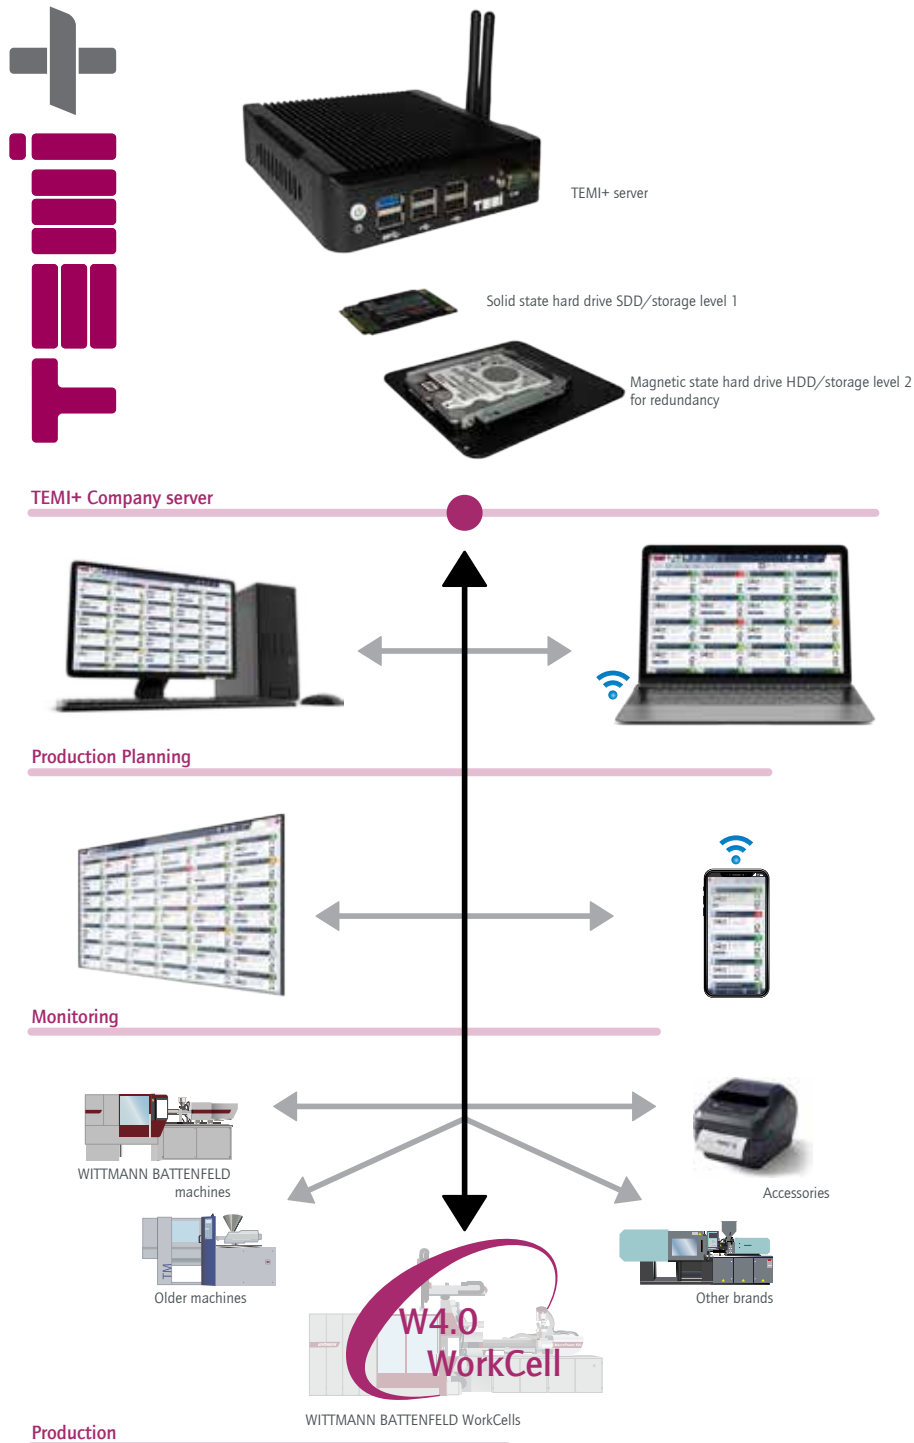 TEMI+
TEMI
TEMI+ server
Solid state hard drive SDD/storage level 1
Magnetic state hard drive HDD/storage level 2
for redundancy
TEMI+ Company server
Production Planning
Monitoring
WITTMANN BATTENFELD
machines
Accessories
TM
Older machines
Other brands
W4.0
WorkCell
WITTMANN BATTENFELD WorkCells
Production